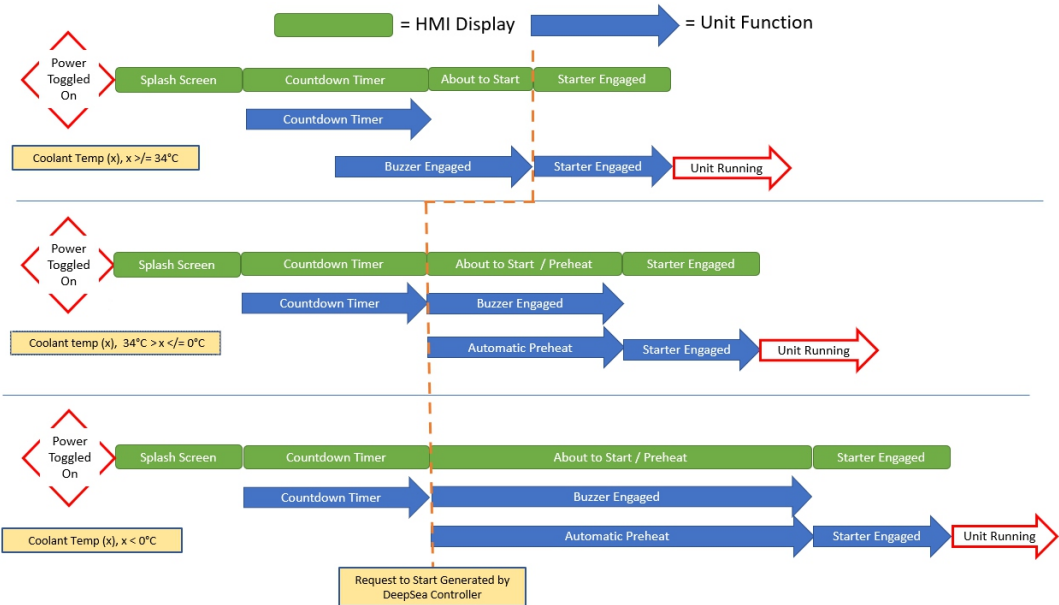 = HMI Display
= Unit Function
Power
Toggled
On
Splash Screen
Countdown Timer
About to Start
Starter Engaged
Countdown Timer
Coolant Temp (x), x >/= 34°C
Buzzer Engaged
Starter Engaged
Unit Running
Power
Toggled
On
Splash Screen
Countdown Timer
About to Start / Preheat
Starter Engaged
Countdown Timer
Buzzer Engaged
Coolant temp (x), 34°C > x </= 0°C
Automatic Preheat
Starter Engaged
Unit Running
Power
Toggled
On
Splash Screen
Countdown Timer
About to Start / Preheat
Starter Engaged
Countdown Timer
Buzzer Engaged
Coolant Temp (x), x < 0°C
Automatic Preheat
Starter Engaged
Unit Running
Request to Start Generated by
DeepSea Controller